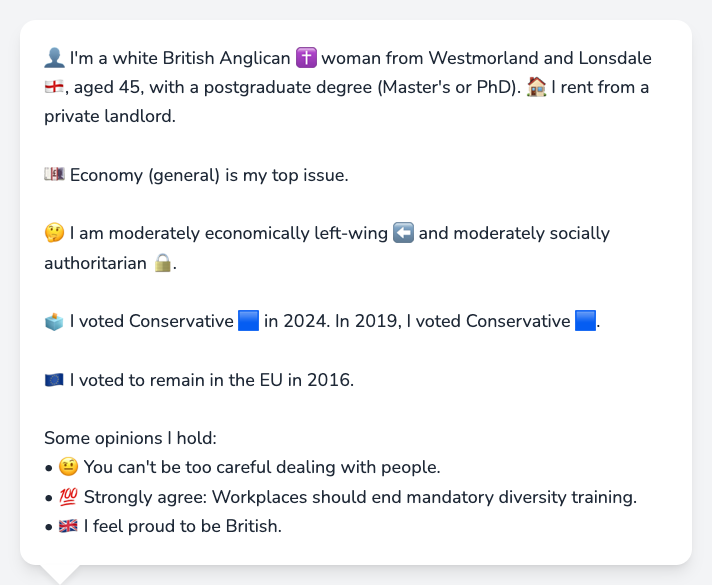 👤 I'm a white British Anglican ✝️ woman from Westmorland and Lonsdale
🏴󠁧󠁢󠁥󠁮󠁧󠁿, aged 45, with a postgraduate degree (Master's or PhD). 🏠 I rent from a
private landlord.
💷 Economy (general) is my top issue.
🤔 I am moderately economically left-wing ⬅️ and moderately socially
authoritarian 🔒.
🗳️ I voted Conservative 🟦 in 2024. In 2019, I voted Conservative 🟦.
🇪🇺 I voted to remain in the EU in 2016.
Some opinions I hold:
• 🤨 You can't be too careful dealing with people.
• 💯 Strongly agree: Workplaces should end mandatory diversity training.
• 🇬🇧 I feel proud to be British.